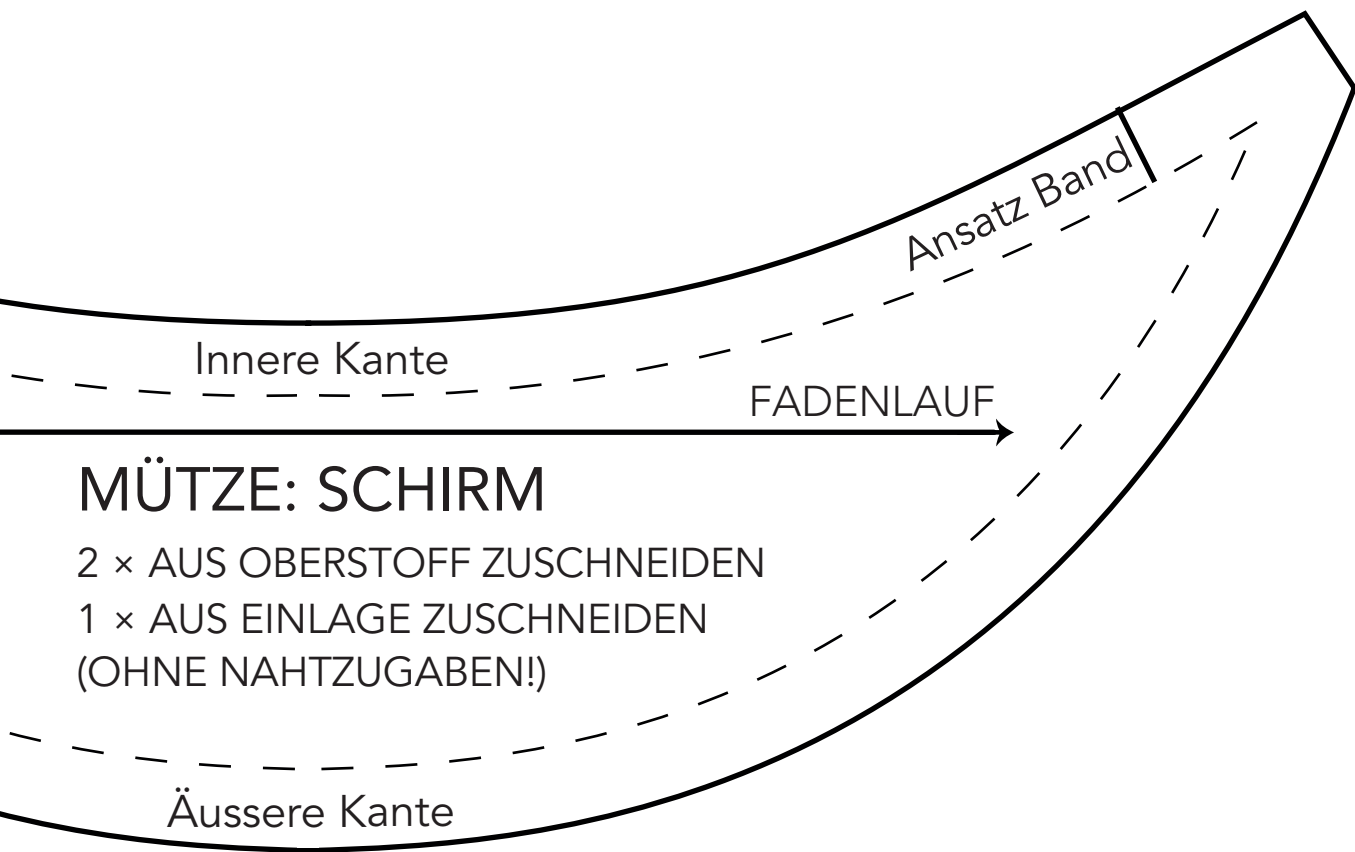 Ansatz Band
Innere Kante
FADENLAUF
MÜTZE: SCHIRM
2 × AUS OBERSTOFF ZUSCHNEIDEN
1 × AUS EINLAGE ZUSCHNEIDEN
(OHNE NAHTZUGABEN!)
Äussere Kante